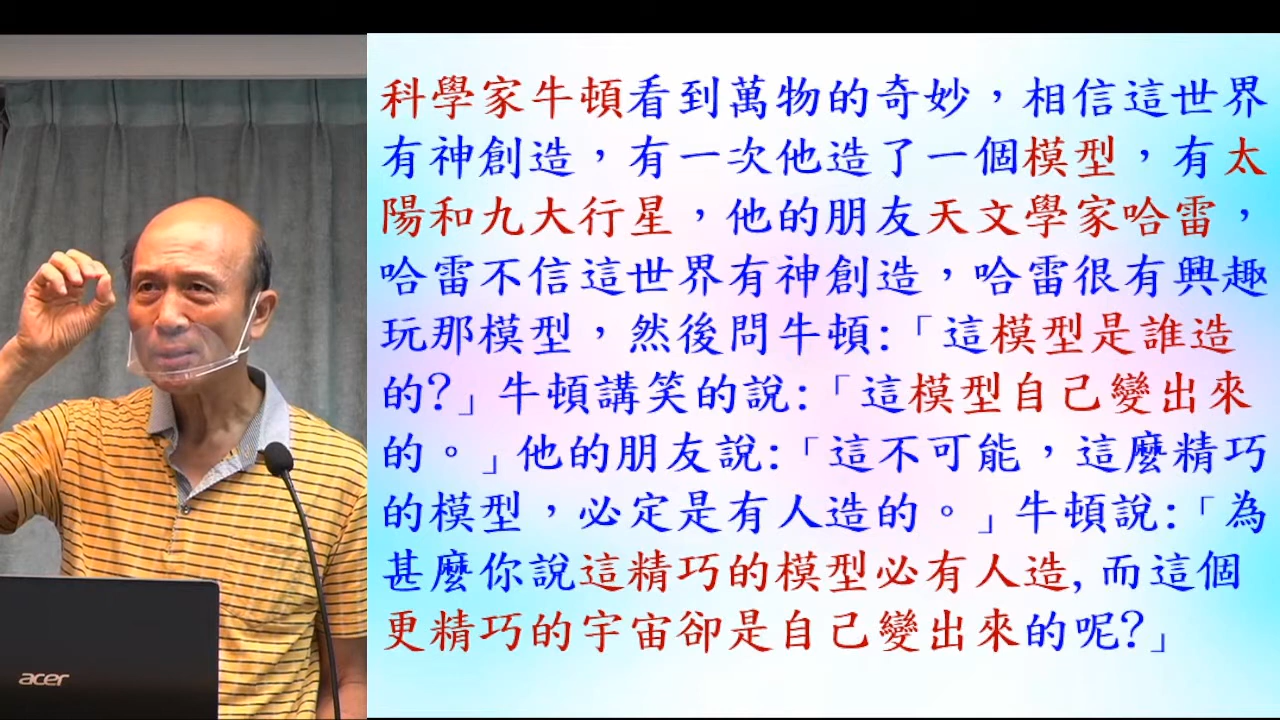 科學家牛頓看到萬物的奇妙，相信這世界
有神創造，有一次他造了一個模型，有太
陽和九大行星，他的朋友天文學家哈雷，
哈雷不信這世界有神創造，哈雷很有興趣
玩那模型，然後問牛頓:「這模型是誰造
的?」牛頓講笑的說:「這模型自己變出來
的。」他的朋友說:「這不可能，這麼精巧
的模型，必定是有人造的。」牛頓說:「為
甚麼你說這精巧的模型必有人造,而這個
更精巧的宇宙卻是自己變出來的呢?」
acer